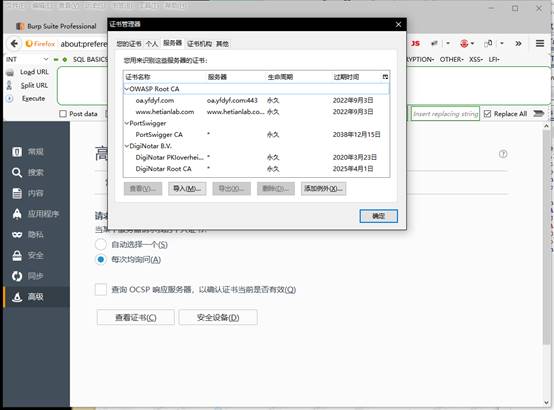 Burp Suite Professional
Firefox about:prefere
INT
SQL BASICS
RYPTION- OTHER- XSS- LFI-
Load URL
Split URL
Execute
Post data
Insert replacing string
Replace All
证书管理器
您的证书 个人 服务器 证书机构 其他
您用来识别这些服务器的证书:
证书名称 服务器 生命周期 过期时间
OWASP Root CA
oa.yfdyf.com oa.yfdyf.com:443 永久 2022年9月3日
www.hetianlab.com www.hetianlab.co... 永久 2022年9月3日
PortSwigger
PortSwigger CA * 永久 2038年12月15日
DigiNotar B.V.
DigiNotar PKIoverhei... * 永久 2020年3月23日
DigiNotar Root CA * 永久 2025年4月1日
查看(V)... 导入(M)... 导出(X)... 删除(D)... 添加例外(X)...
确定
常规
搜索
内容
应用程序
隐私
安全
同步
高级
高
请求
自动选择一个(S)
每次均询问(A)
查询 OCSP 响应服务器，以确认证书当前是否有效(Q)
查看证书(C) 安全设备(D)